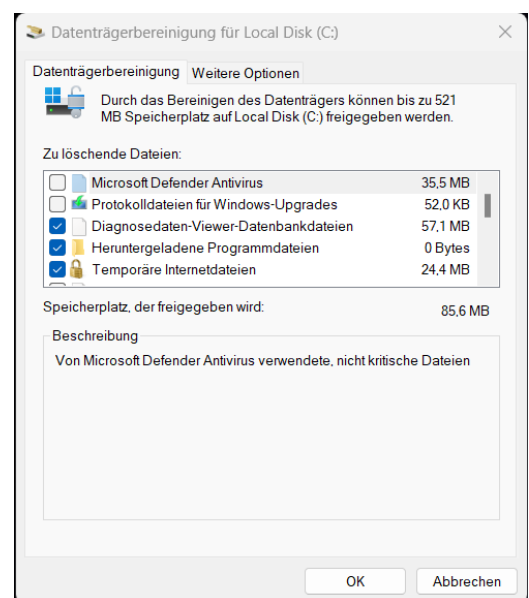 Datenträgerbereinigung für Local Disk (C:)
Datenträgerbereinigung Weitere Optionen
Durch das Bereinigen des Datenträgers können bis zu 521
MB Speicherplatz auf Local Disk (C:) freigegeben werden.
Zu löschende Dateien:
Microsoft Defender Antivirus 35,5 MB
Protokolldateien für Windows-Upgrades 52,0 KB
Diagnosedaten-Viewer-Datenbankdateien 57,1 MB
Heruntergeladene Programmdateien 0 Bytes
Temporäre Internetdateien 24,4 MB
Speicherplatz, der freigegeben wird: 85,6 MB
Beschreibung
Von Microsoft Defender Antivirus verwendete, nicht kritische Dateien
OK Abbrechen